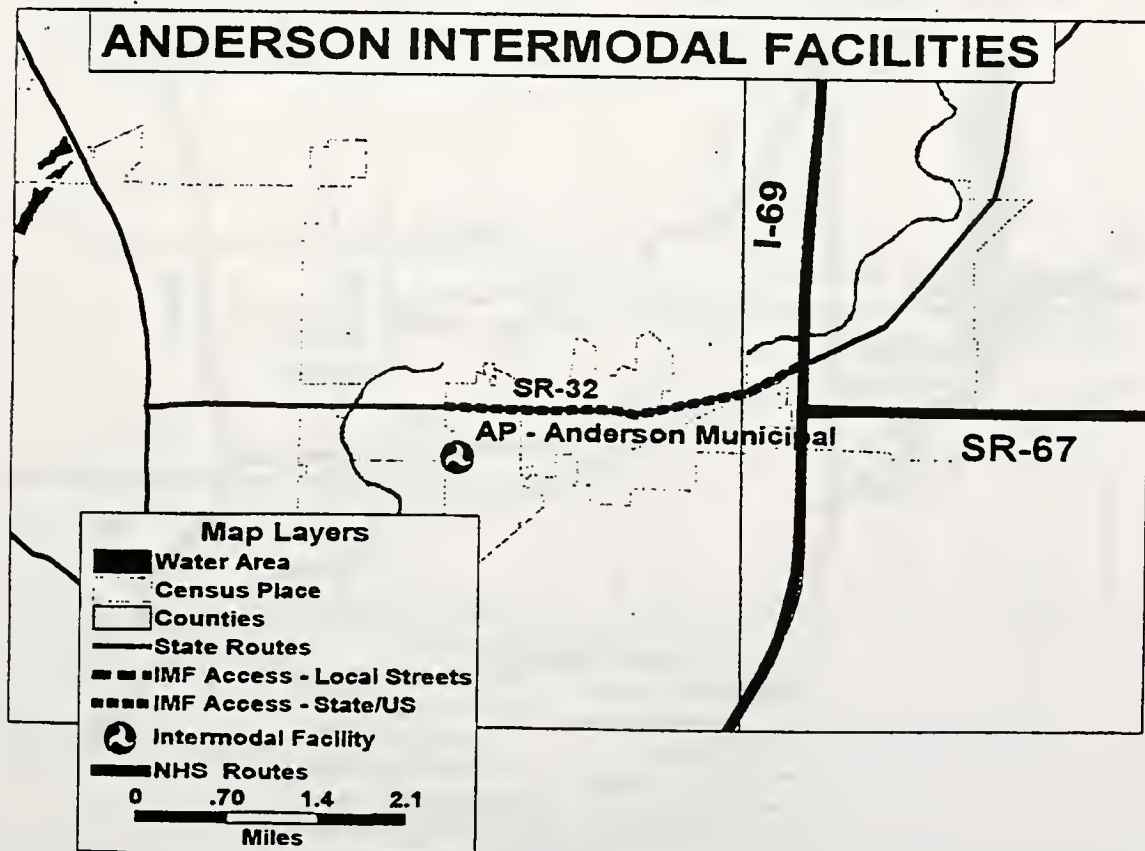 ANDERSON INTERMODAL FACILITIES
I-69
SR-32
AP - Anderson Municipal
SR-67
Map Layers
Water Area
Census Place
Counties
State Routes
IMF Access - Local Streets
IMF Access - State/US
Intermodal Facility
NHS Routes
0 .70 1.4 2.1
Miles